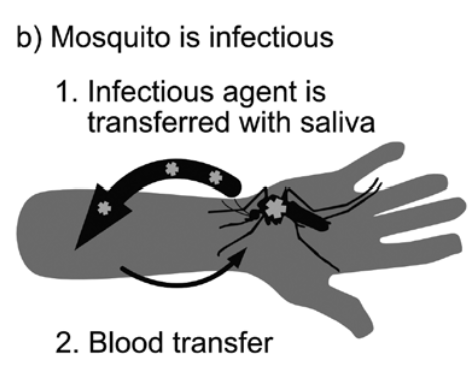 b) Mosquito is infectious
1. Infectious agent is
transferred with saliva
2. Blood transfer